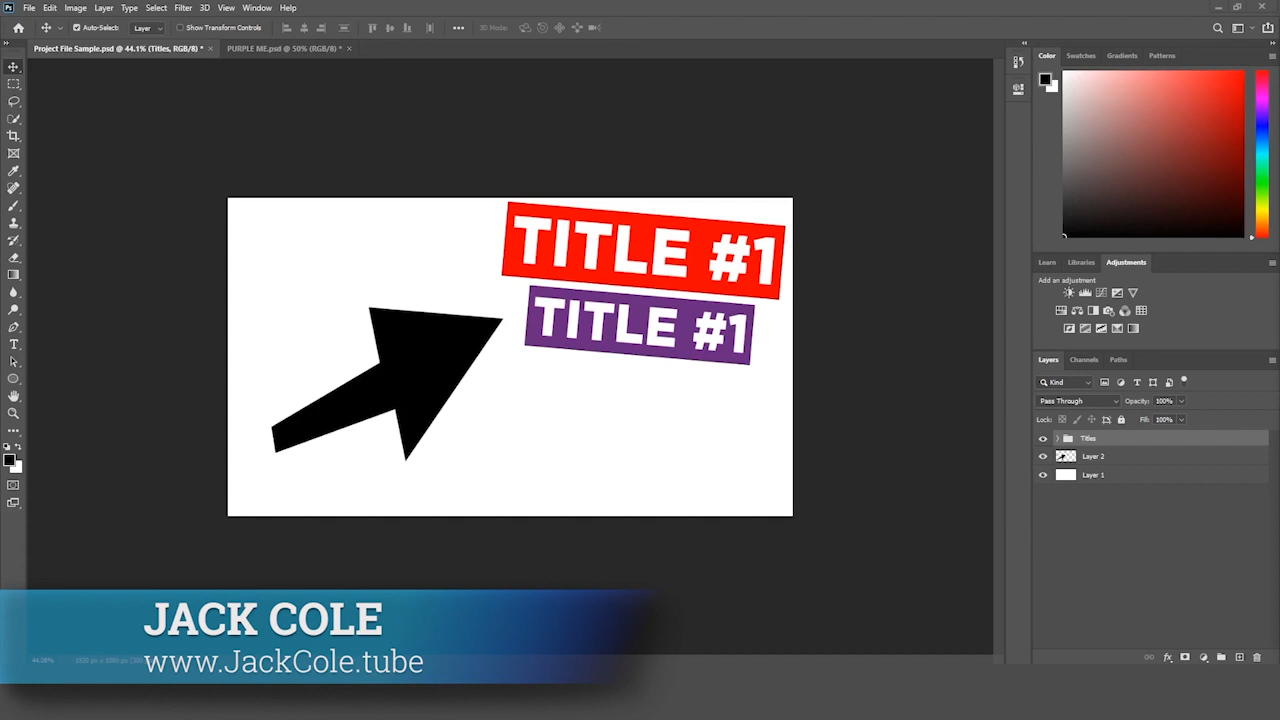 Ps File Edit Image Layer Type Select Filter 3D View Window Help
Auto-Select: Layer Show Transform Controls 3D Mode:
Project File Sample.psd @ 44.1% (Titles, RGB/8) * × PURPLE ME.psd @ 50% (RGB/8) * ×
Color Swatches Gradients Patterns
TITLE #1
TITLE #1
Learn Libraries Adjustments
Add an adjustment
Layers Channels Paths
Kind
Pass Through Opacity: 100%
Lock: Fill: 100%
Titles
Layer 2
Layer 1
JACK COLE
www.JackCole.tube